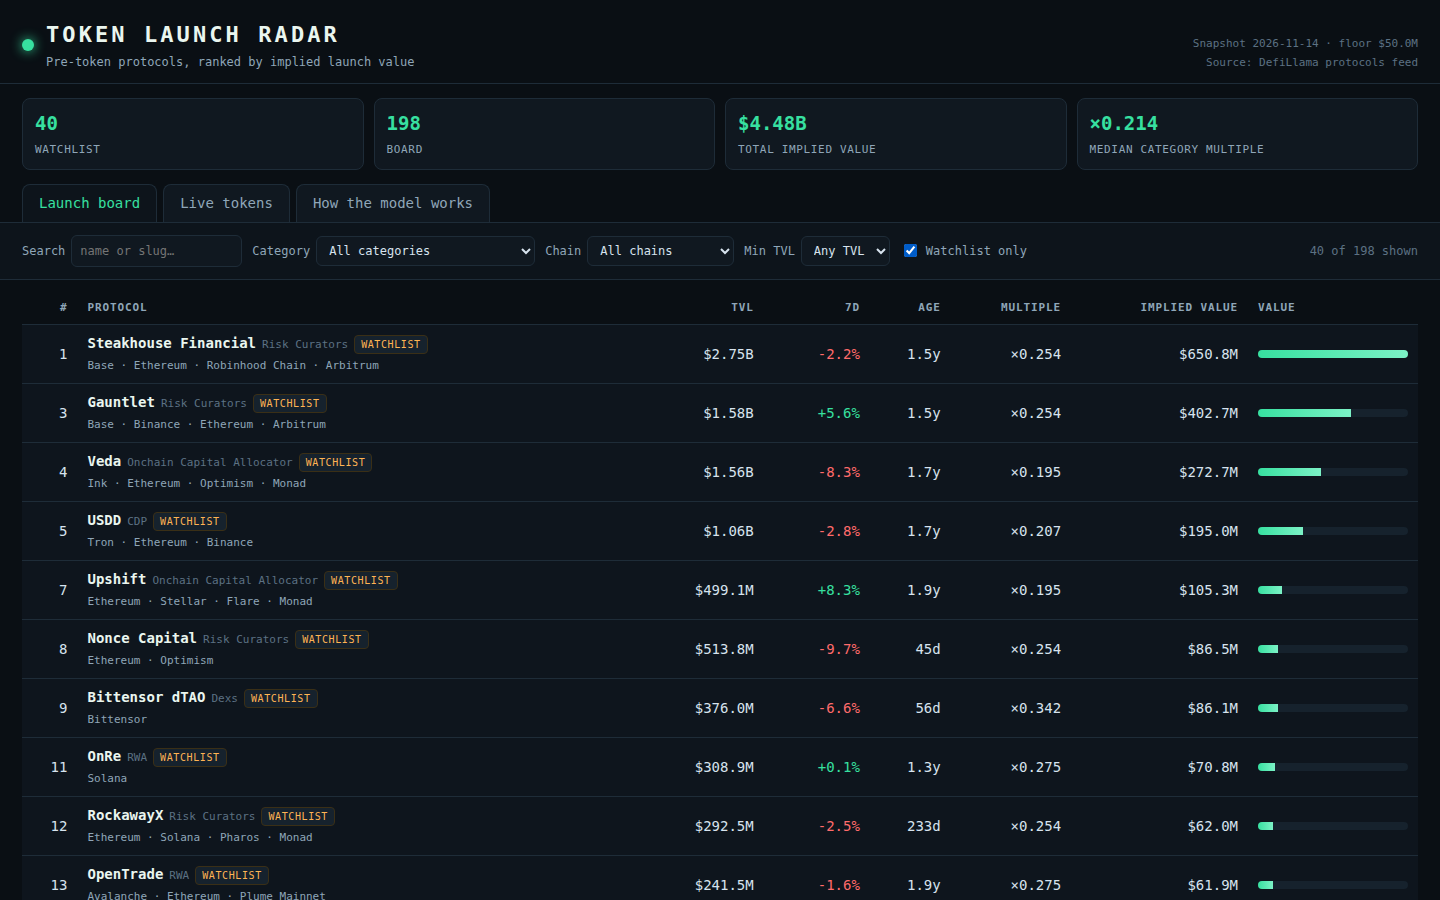 TOKEN LAUNCH RADAR
Pre-token protocols, ranked by implied launch value
Snapshot 2026-11-14 · floor $50.0M
Source: DefiLlama protocols feed
40
WATCHLIST
198
BOARD
$4.48B
TOTAL IMPLIED VALUE
×0.214
MEDIAN CATEGORY MULTIPLE
Launch board Live tokens How the model works
Search name or slug… Category All categories Chain All chains Min TVL Any TVL Watchlist only 40 of 198 shown
# PROTOCOL TVL 7D AGE MULTIPLE IMPLIED VALUE VALUE
1 Steakhouse Financial Risk Curators WATCHLIST $2.75B -2.2% 1.5y ×0.254 $650.8M
Base · Ethereum · Robinhood Chain · Arbitrum
3 Gauntlet Risk Curators WATCHLIST $1.58B +5.6% 1.5y ×0.254 $402.7M
Base · Binance · Ethereum · Arbitrum
4 Veda Onchain Capital Allocator WATCHLIST $1.56B -8.3% 1.7y ×0.195 $272.7M
Ink · Ethereum · Optimism · Monad
5 USDD CDP WATCHLIST $1.06B -2.8% 1.7y ×0.207 $195.0M
Tron · Ethereum · Binance
7 Upshift Onchain Capital Allocator WATCHLIST $499.1M +8.3% 1.9y ×0.195 $105.3M
Ethereum · Stellar · Flare · Monad
8 Nonce Capital Risk Curators WATCHLIST $513.8M -9.7% 45d ×0.254 $86.5M
Ethereum · Optimism
9 Bittensor dTAO Dexs WATCHLIST $376.0M -6.6% 56d ×0.342 $86.1M
Bittensor
11 OnRe RWA WATCHLIST $308.9M +0.1% 1.3y ×0.275 $70.8M
Solana
12 RockawayX Risk Curators WATCHLIST $292.5M -2.5% 233d ×0.254 $62.0M
Ethereum · Solana · Pharos · Monad
13 OpenTrade RWA WATCHLIST $241.5M -1.6% 1.9y ×0.275 $61.9M
Avalanche · Ethereum · Plume Mainnet